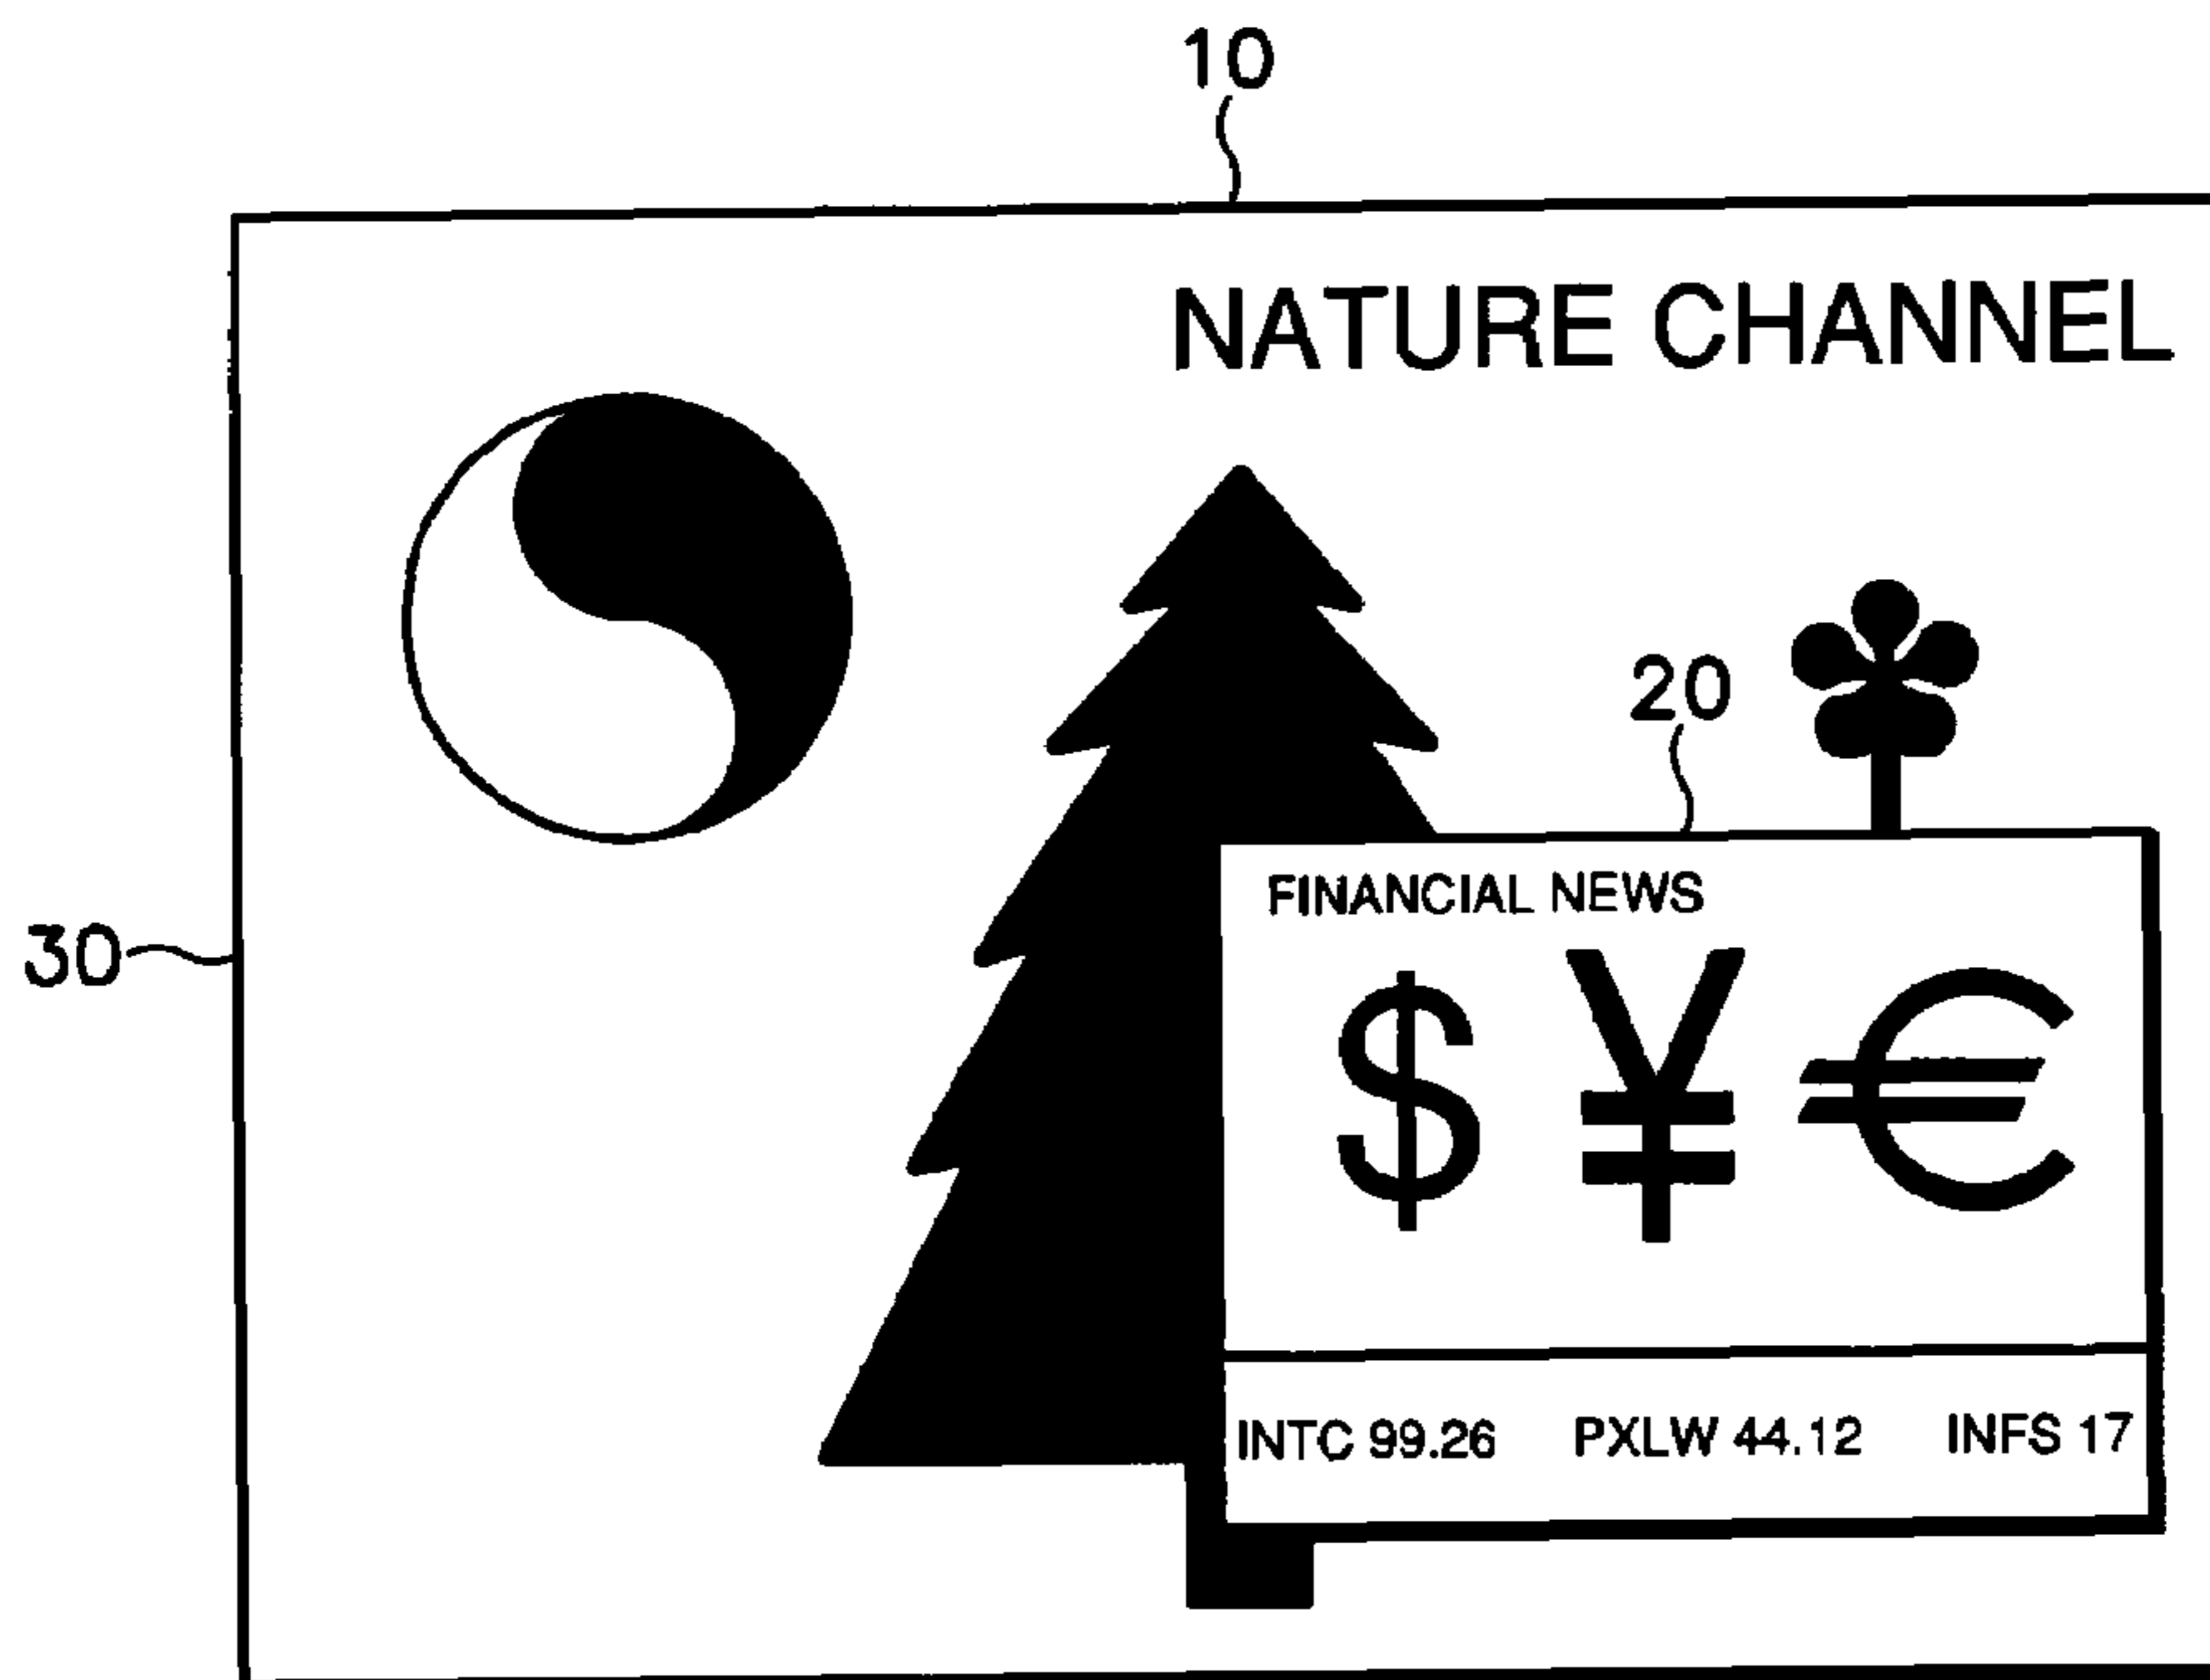 10
NATURE CHANNEL
20
FINANCIAL NEWS
30
$ ¥ €
INTC 99.26 PXLW 44.12 INFS 17